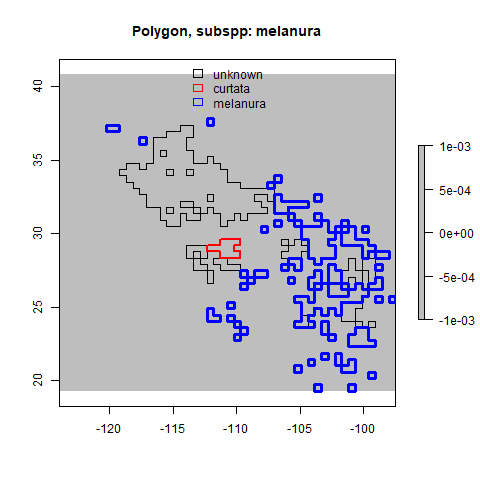 Polygon, subspp: melanura
unknown
curtata
melanura
40
35
30
25
20
-120
-115
-110
-105
-100
1e-03
5e-04
0e+00
-5e-04
-1e-03